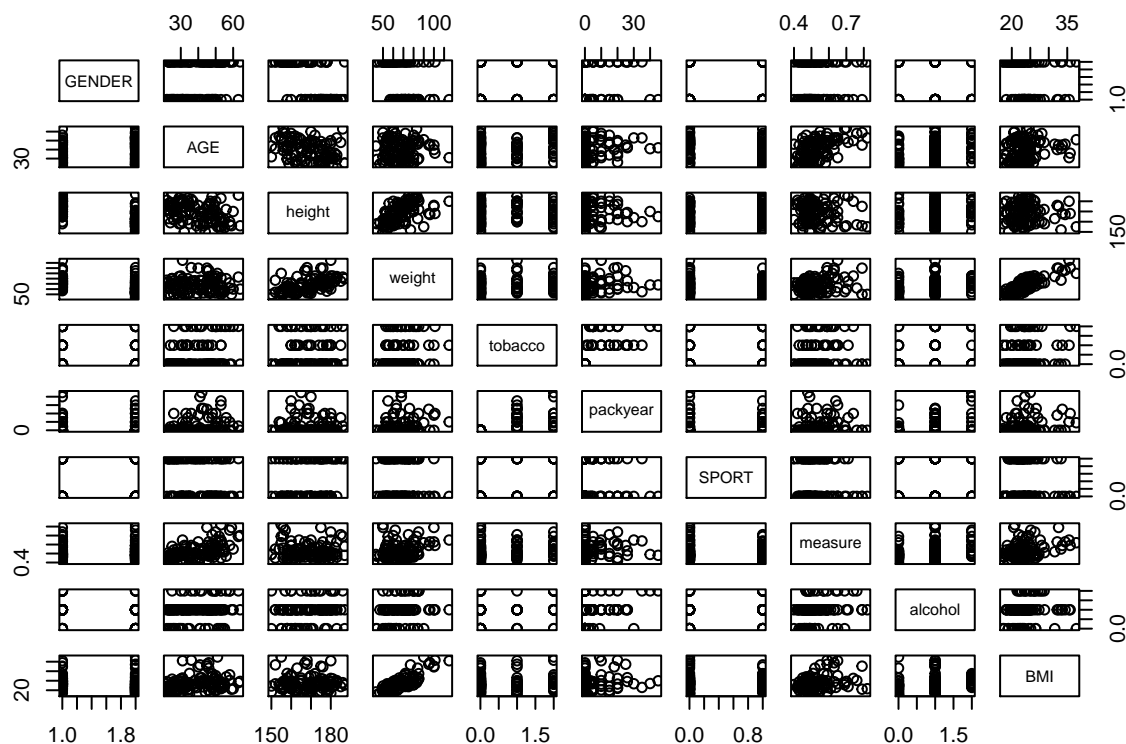 30 60
50 100
0 30
0.4 0.7
20 35
GENDER
1.0
30
AGE
height
150
50
weight
tobacco
0.0
0
packyear
SPORT
0.0
0.4
measure
alcohol
0.0
20
BMI
1.0 1.8
150 180
0.0 1.5
0.0 0.8
0.0 1.5